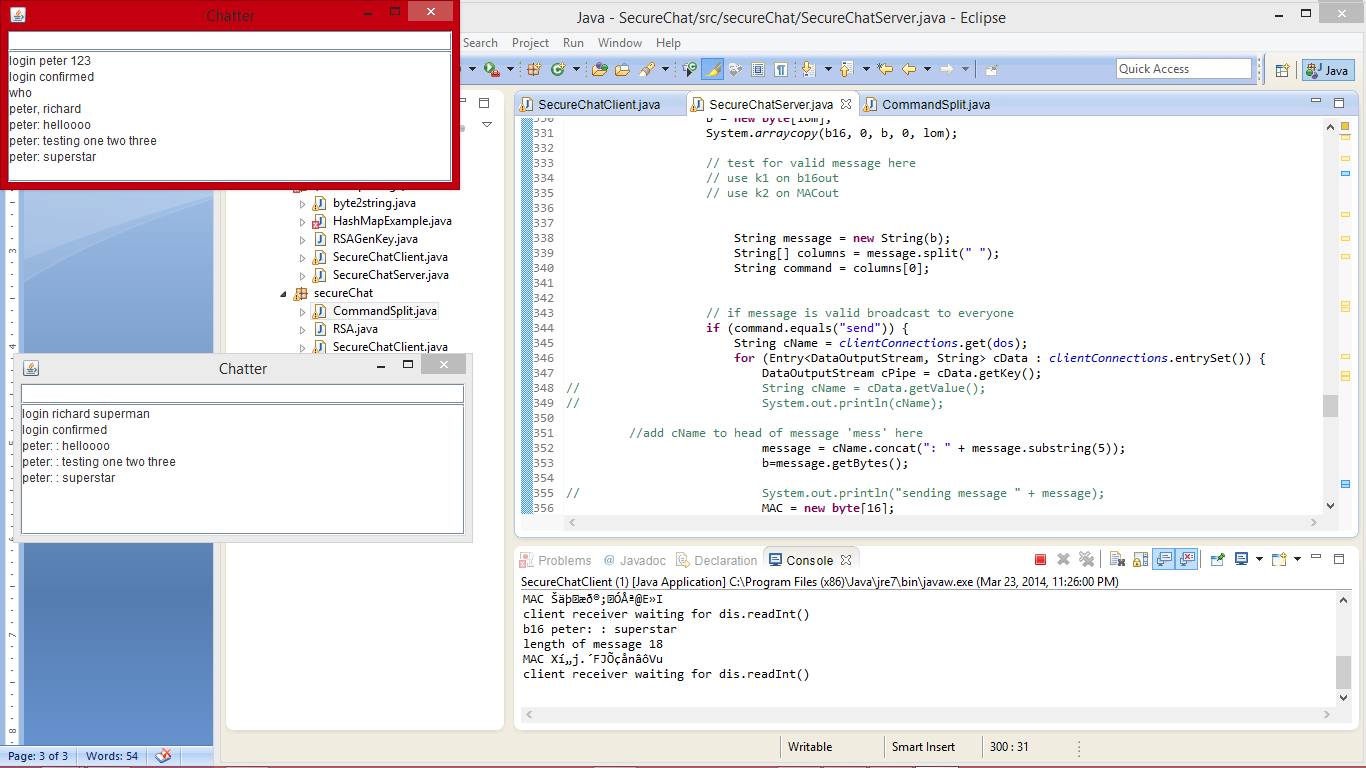 Chatter
login peter 123
login confirmed
who
peter, richard
peter: helloooo
peter: testing one two three
peter: superstar
Java - SecureChat/src/secureChat/SecureChatServer.java - Eclipse
Search Project Run Window Help
Quick Access
Java
byte2string.java
HashMapExample.java
RSAGenKey.java
SecureChatClient.java
SecureChatServer.java
secureChat
CommandSplit.java
RSA.java
SecureChatClient.java
Chatter
login richard superman
login confirmed
peter: : helloooo
peter: : testing one two three
peter: : superstar
SecureChatClient.java SecureChatServer.java CommandSplit.java
330 b = new byte[lom];
331 System.arraycopy(b16, 0, b, 0, lom);
332
333 // test for valid message here
334 // use k1 on b16out
335 // use k2 on MACout
336
337
338 String message = new String(b);
339 String[] columns = message.split(" ");
340 String command = columns[0];
341
342
343 // if message is valid broadcast to everyone
344 if (command.equals("send")) {
345 String cName = clientConnections.get(dos);
346 for (Entry<DataOutputStream, String> cData : clientConnections.entrySet()) {
347 DataOutputStream cPipe = cData.getKey();
348 // String cName = cData.getValue();
349 // System.out.println(cName);
350
351 //add cName to head of message 'mess' here
352 message = cName.concat(": " + message.substring(5));
353 b=message.getBytes();
354
355 // System.out.println("sending message " + message);
356 MAC = new byte[16];
Problems @ Javadoc Declaration Console
SecureChatClient (1) [Java Application] C:\Program Files (x86)\Java\jre7\bin\javaw.exe (Mar 23, 2014, 11:26:00 PM)
MAC
client receiver waiting for dis.readInt()
b16 peter: : superstar
length of message 18
MAC
client receiver waiting for dis.readInt()
Page: 3 of 3 Words: 54
Writable Smart Insert 300 : 31
3
4
5
6
7
8